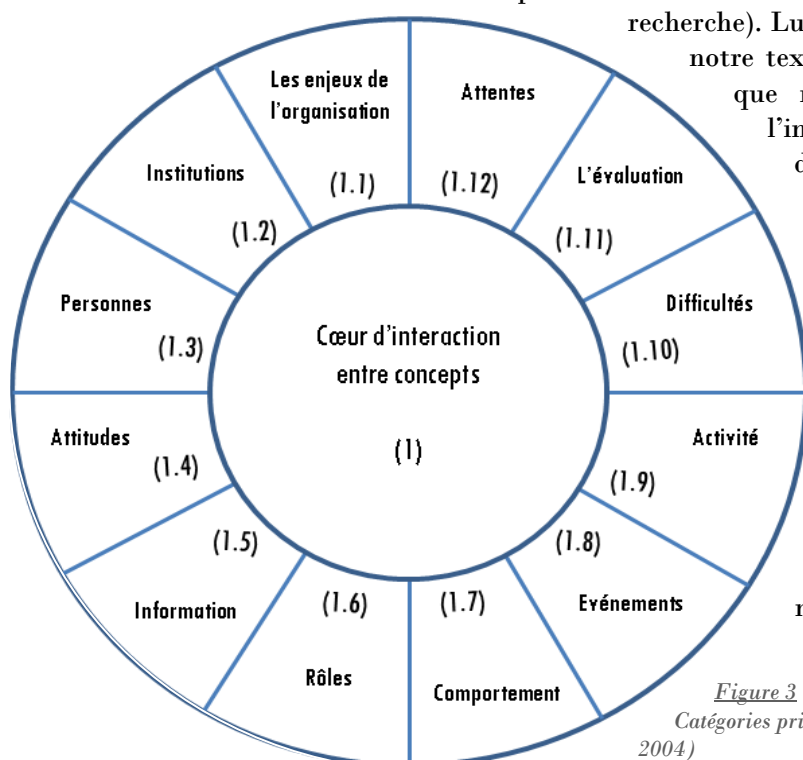 recherche). Lu
notre tex
que
l'in
d
Les enjeux de
l'organisation
(1.1)
Attentes
(1.12)
Institutions
(1.2)
L'évaluation
(1.11)
Personnes
(1.3)
Difficultés
(1.10)
Cœur d'interaction
entre concepts
(1)
Attitudes
(1.4)
Activité
(1.9)
Information
(1.5)
Evénements
(1.8)
Rôles
(1.6)
Comportement
(1.7)
Figure 3
Catégories pri
2004)